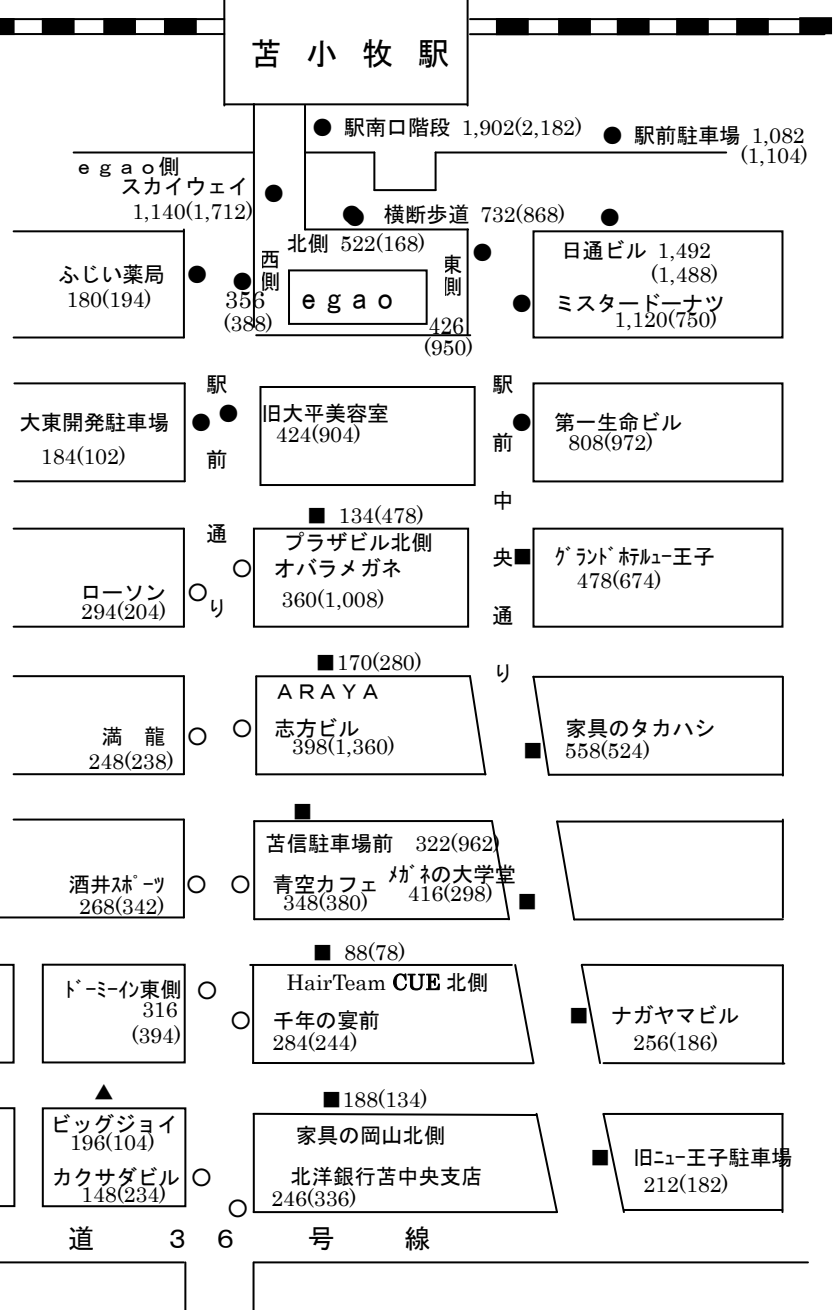 苫小牧駅
駅南口階段 1,902(2,182)
駅前駐車場 1,082
(1,104)
ｅｇａｏ側
スカイウェイ
1,140(1,712)
横断歩道 732(868)
北側 522(168)
西側
東側
日通ビル 1,492
(1,488)
ふじい薬局
180(194)
356
(388)
ｅｇａｏ
ミスタードーナツ
1,120(750)
426
(950)
駅前通り
駅前中央通り
大東開発駐車場
184(102)
旧大平美容室
424(904)
第一生命ビル
808(972)
■ 134(478)
プラザビル北側
オバラメガネ
360(1,008)
ｸﾞﾗﾝﾄﾞﾎﾃﾙﾆｭｰ王子
478(674)
ローソン
294(204)
■170(280)
ＡＲＡＹＡ
志方ビル
398(1,360)
満龍
248(238)
家具のタカハシ
558(524)
苫信駐車場前 322(962)
青空カフェ
348(380)
ﾒｶﾞﾈの大学堂
416(298)
酒井ｽﾎﾟｰﾂ
268(342)
■ 88(78)
HairTeam CUE 北側
千年の宴前
284(244)
ﾄﾞｰﾐｰｲﾝ東側
316
(394)
ナガヤマビル
256(186)
■188(134)
家具の岡山北側
北洋銀行苫中央支店
246(336)
ビッグジョイ
196(104)
カクサダビル
148(234)
旧ﾆｭｰ王子駐車場
212(182)
道３６号線